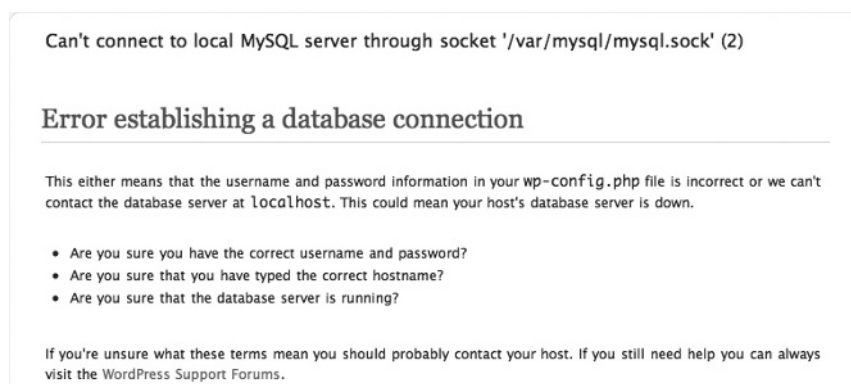 Can't connect to local MySQL server through socket '/var/mysql/mysql.sock' (2)
Error establishing a database connection
This either means that the username and password information in your wp-config.php file is incorrect or we can't
contact the database server at localhost. This could mean your host's database server is down.
• Are you sure you have the correct username and password?
• Are you sure that you have typed the correct hostname?
• Are you sure that the database server is running?
If you're unsure what these terms mean you should probably contact your host. If you still need help you can always
visit the WordPress Support Forums.